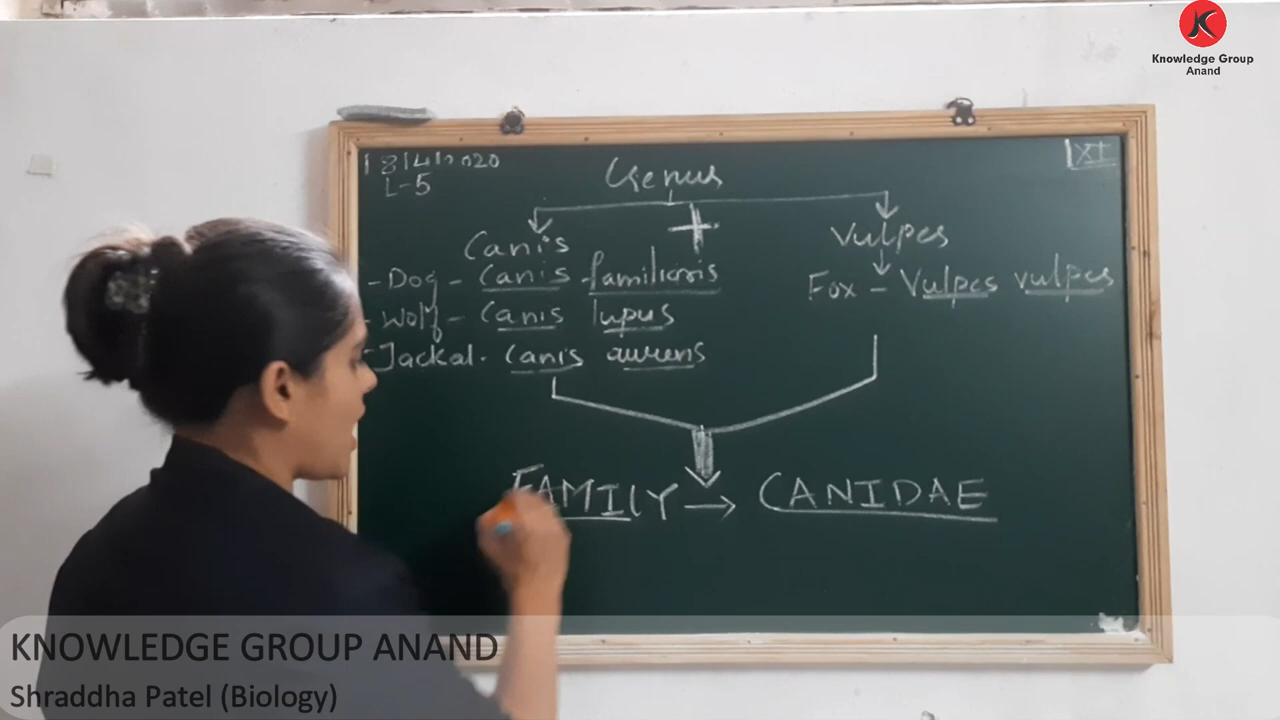 Knowledge Group
Anand
18/4/2020
L-5
XI
Genus
+
Canis
Vulpes
- Dog - Canis familiaris
Fox - Vulpes vulpes
- Wolf - Canis lupus
- Jackal - Canis aurens
FAMILY → CANIDAE
KNOWLEDGE GROUP ANAND
Shraddha Patel (Biology)